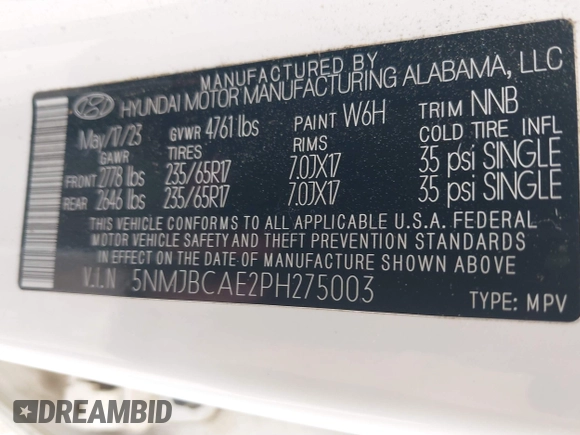 MANUFACTURED BY
HYUNDAI MOTOR MANUFACTURING ALABAMA, LLC
May/17/23 GVWR 4761 lbs PAINT W6H TRIM NNB
GAWR TIRES RIMS COLD TIRE INFL
FRONT 2778 lbs 235/65R17 7.0JX17 35 psi SINGLE
REAR 2646 lbs 235/65R17 7.0JX17 35 psi SINGLE
THIS VEHICLE CONFORMS TO ALL APPLICABLE U.S.A. FEDERAL
MOTOR VEHICLE SAFETY AND THEFT PREVENTION STANDARDS
IN EFFECT ON THE DATE OF MANUFACTURE SHOWN ABOVE.
V.I.N 5NMJBCAE2PH275003
TYPE: MPV
DREAMBID